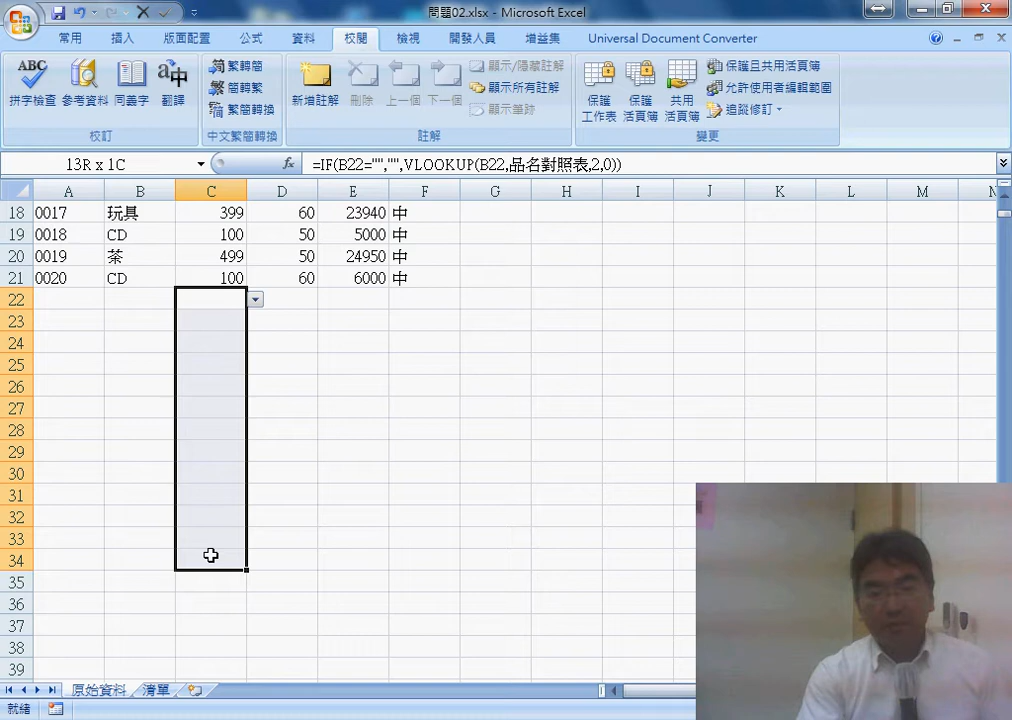 問題02.xlsx - Microsoft Excel
常用 插入 版面配置 公式 資料 校閱 檢視 開發人員 增益集 Universal Document Converter
ABC
拼字檢查 參考資料 同義字 翻譯
校訂
繁轉簡
簡轉繁
繁簡轉換
中文繁簡轉換
新增註解 刪除 上一個 下一個
顯示/隱藏註解
顯示所有註解
顯示筆跡
註解
保護工作表 保護活頁簿 共用活頁簿
保護且共用活頁簿
允許使用者編輯範圍
追蹤修訂
變更
13R x 1C fx =IF(B22="","",VLOOKUP(B22,品名對照表,2,0))
A B C D E F G H I J K L M N
18 0017 玩具 399 60 23940 中
19 0018 CD 100 50 5000 中
20 0019 茶 499 50 24950 中
21 0020 CD 100 60 6000 中
22
23
24
25
26
27
28
29
30
31
32
33
34
35
36
37
38
39
原始資料 清單
就緒